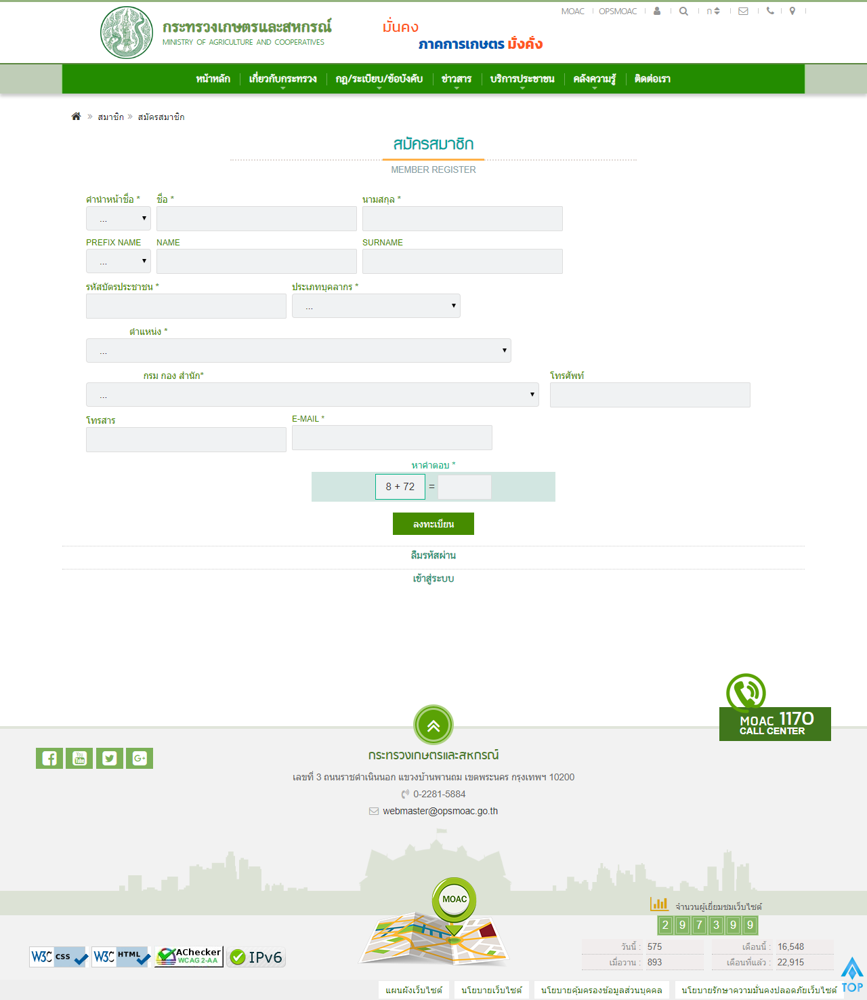 MOAC OPSMOAC ก
กระทรวงเกษตรและสหกรณ์
MINISTRY OF AGRICULTURE AND COOPERATIVES
มั่นคง
ภาคการเกษตร มั่งคั่ง
หน้าหลัก เกี่ยวกับกระทรวง กฎ/ระเบียบ/ข้อบังคับ ข่าวสาร บริการประชาชน คลังความรู้ ติดต่อเรา
» สมาชิก » สมัครสมาชิก
สมัครสมาชิก
MEMBER REGISTER
คำนำหน้าชื่อ * ชื่อ * นามสกุล *
...
PREFIX NAME NAME SURNAME
...
รหัสบัตรประชาชน * ประเภทบุคลากร *
...
ตำแหน่ง *
...
กรม กอง สำนัก* โทรศัพท์
...
โทรสาร E-MAIL *
หาคำตอบ *
8 + 72 =
ลงทะเบียน
ลืมรหัสผ่าน
เข้าสู่ระบบ
MOAC 1170
CALL CENTER
You Tube G+
กระทรวงเกษตรและสหกรณ์
เลขที่ 3 ถนนราชดำเนินนอก แขวงบ้านพานถม เขตพระนคร กรุงเทพฯ 10200
0-2281-5884
webmaster@opsmoac.go.th
MOAC
จำนวนผู้เยี่ยมชมเว็บไซต์
2 9 7 3 9 9
วันนี้ : 575 เดือนนี้ : 16,548
เมื่อวาน : 893 เดือนที่แล้ว : 22,915
W3C CSS W3C HTML AChecker WCAG 2-AA IPv6
TOP
แผนผังเว็บไซต์ นโยบายเว็บไซต์ นโยบายคุ้มครองข้อมูลส่วนบุคคล นโยบายรักษาความมั่นคงปลอดภัยเว็บไซต์